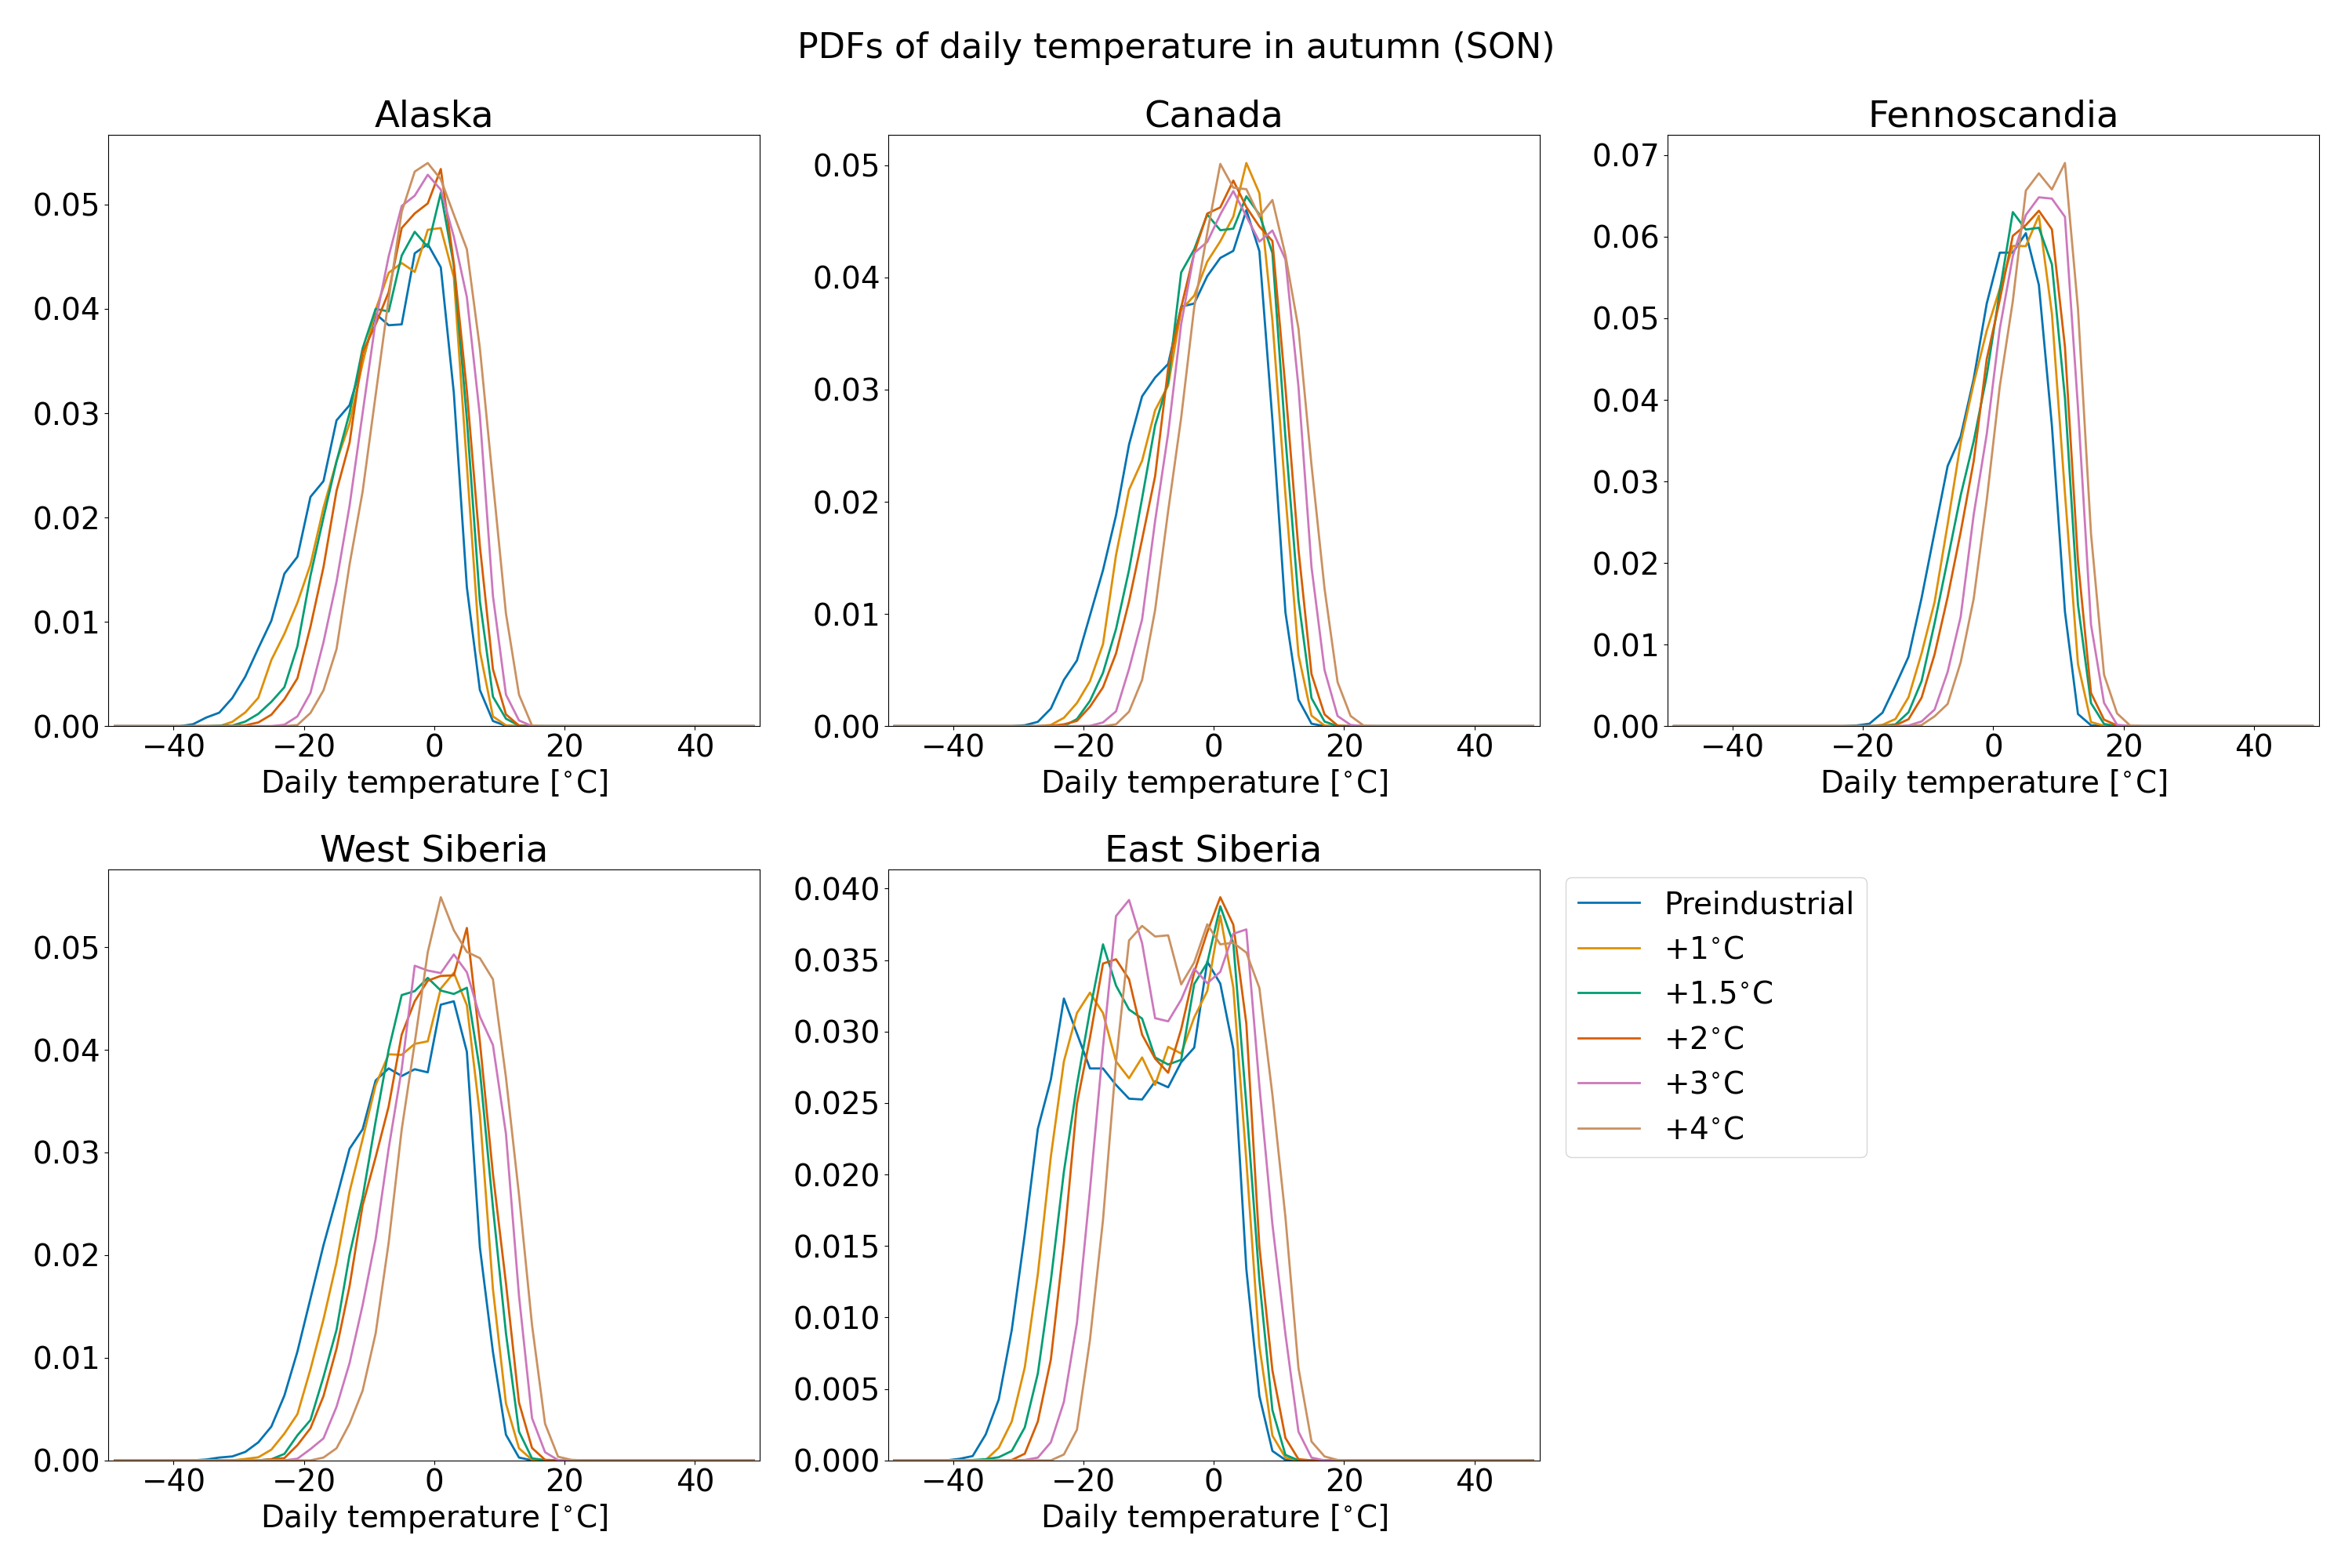 PDFs of daily temperature in autumn (SON)
Alaska
0.05
0.04
0.03
0.02
0.01
0.00
−40 −20 0 20 40
Daily temperature [°C]
Canada
0.05
0.04
0.03
0.02
0.01
0.00
−40 −20 0 20 40
Daily temperature [°C]
Fennoscandia
0.07
0.06
0.05
0.04
0.03
0.02
0.01
0.00
−40 −20 0 20 40
Daily temperature [°C]
West Siberia
0.05
0.04
0.03
0.02
0.01
0.00
−40 −20 0 20 40
Daily temperature [°C]
East Siberia
0.040
0.035
0.030
0.025
0.020
0.015
0.010
0.005
0.000
−40 −20 0 20 40
Daily temperature [°C]
Preindustrial
+1°C
+1.5°C
+2°C
+3°C
+4°C